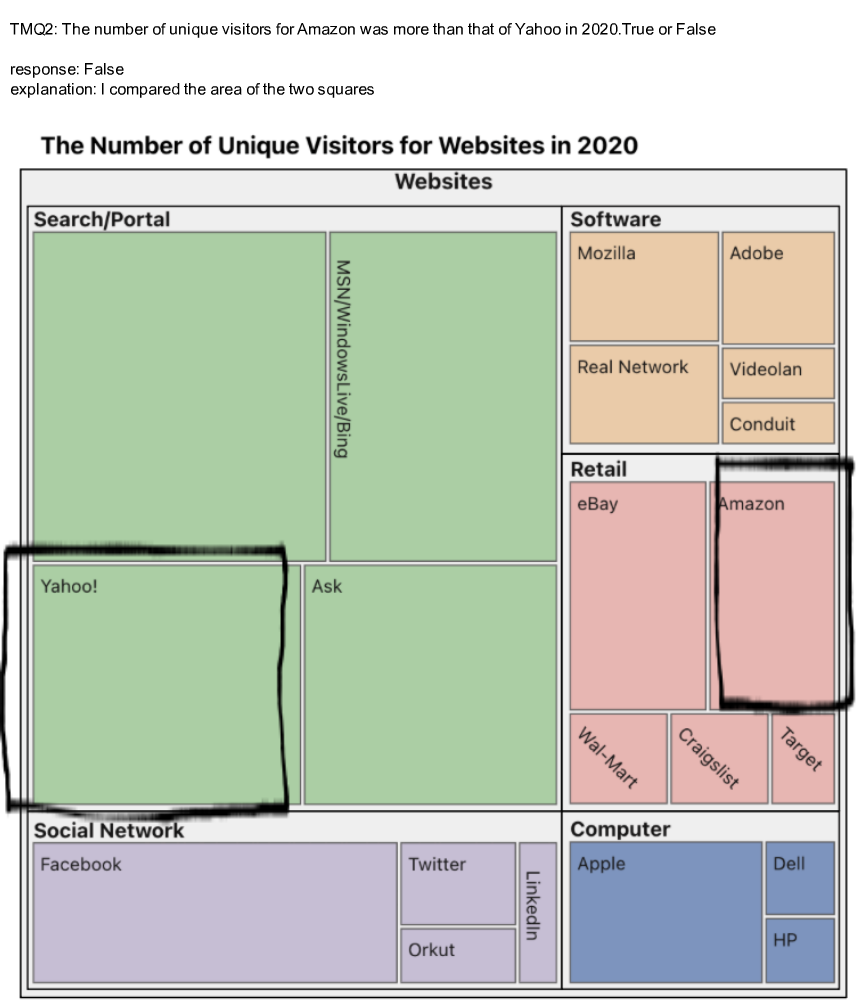 TMQ2: The number of unique visitors for Amazon was more than that of Yahoo in 2020.True or False
response: False
explanation: I compared the area of the two squares
The Number of Unique Visitors for Websites in 2020
Websites
Search/Portal
MSN/WindowsLive/Bing
Yahoo!
Ask
Software
Mozilla
Adobe
Real Network
Videolan
Conduit
Retail
eBay
Amazon
Wal-Mart
Craigslist
Target
Social Network
Facebook
Twitter
Orkut
LinkedIn
Computer
Apple
Dell
HP